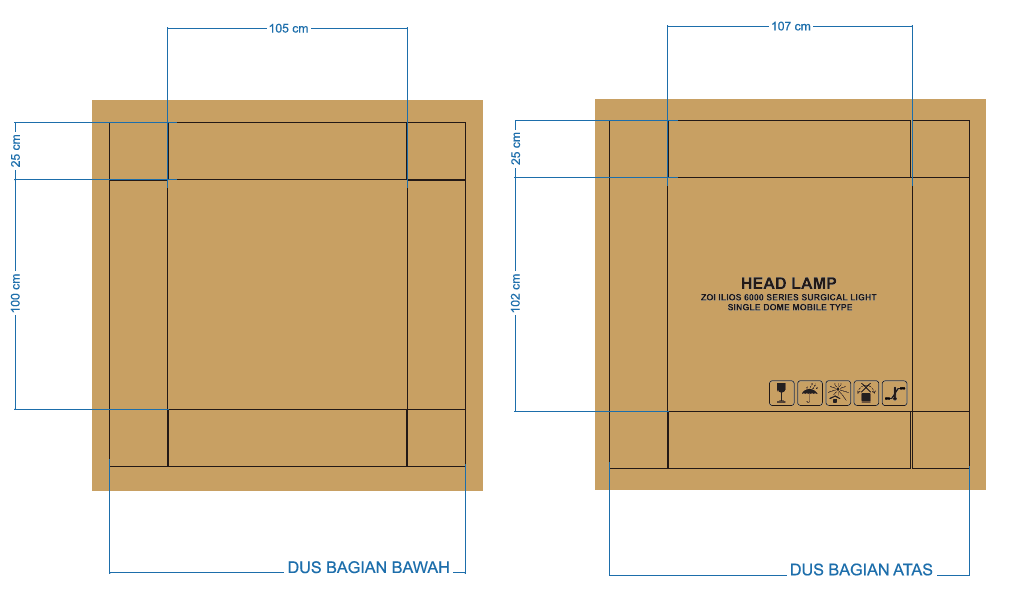 105 cm
25 cm
100 cm
DUS BAGIAN BAWAH
107 cm
25 cm
102 cm
HEAD LAMP
ZOI ILIOS 6000 SERIES SURGICAL LIGHT
SINGLE DOME MOBILE TYPE
DUS BAGIAN ATAS